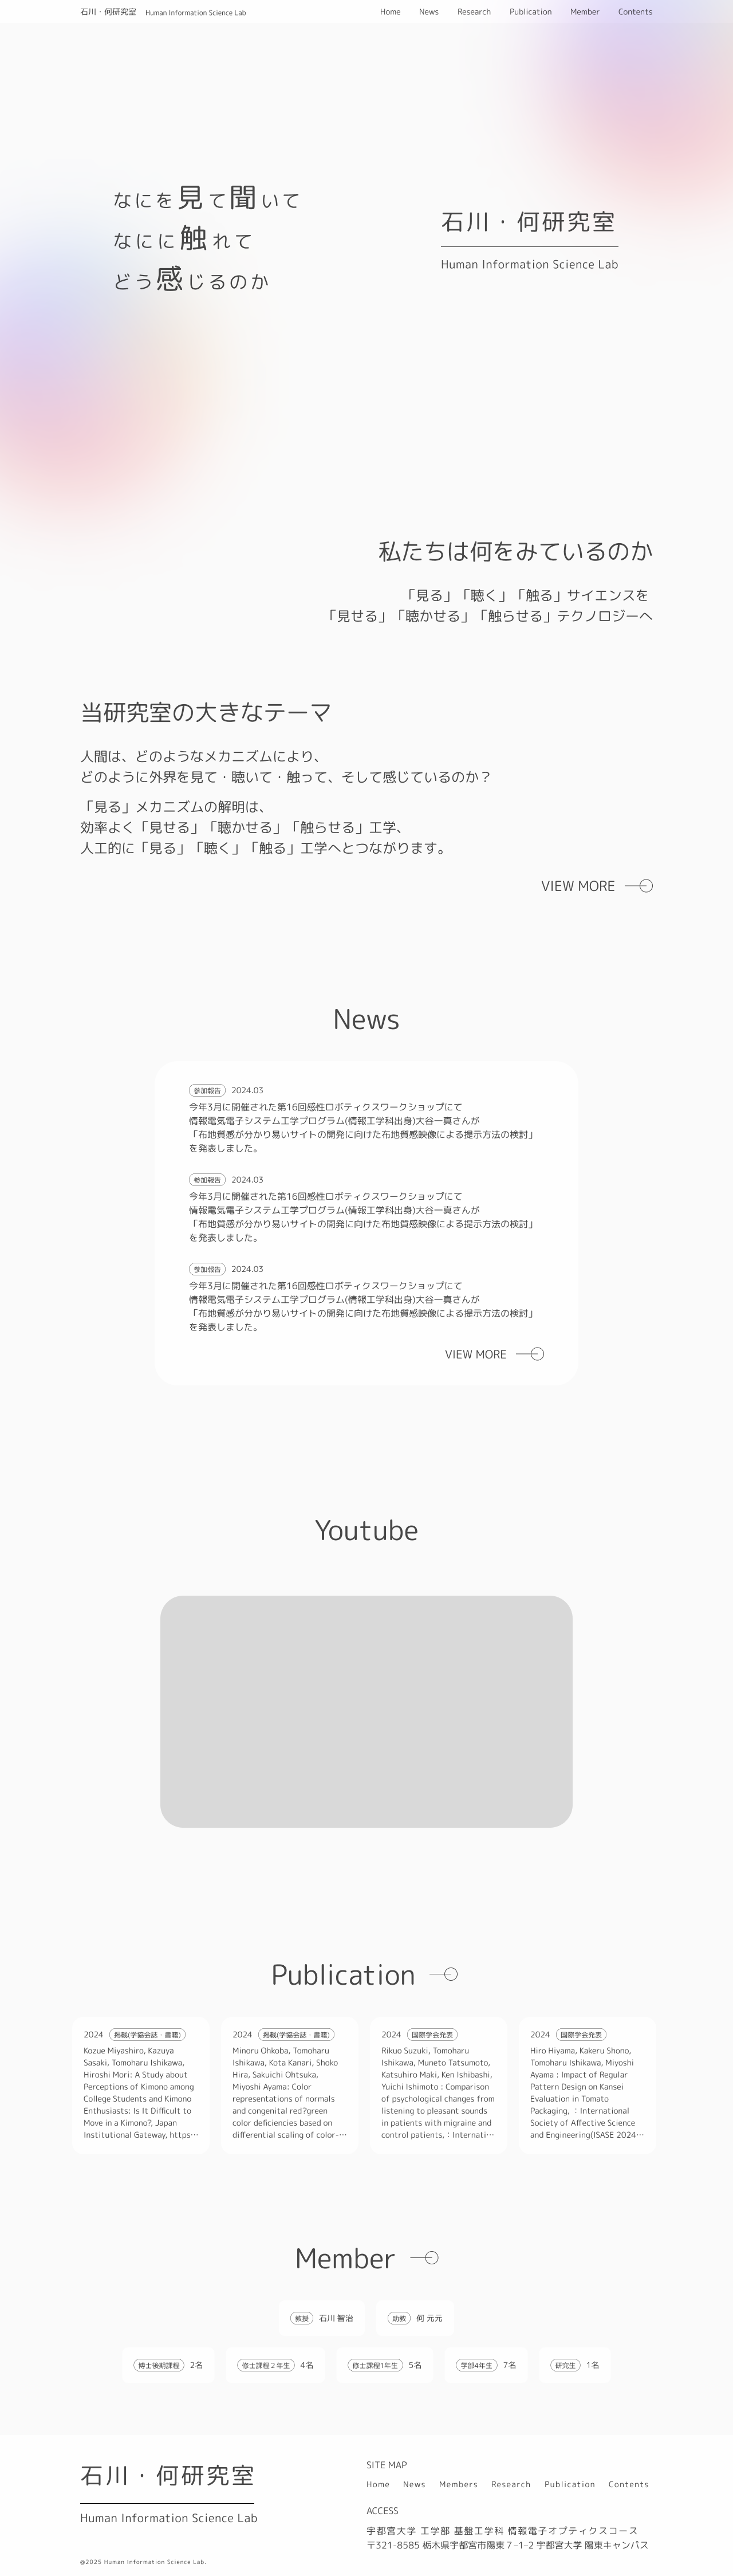 石川・何研究室 Human Information Science Lab
Home News Research Publication Member Contents
なにを見て聞いて
なにに触れて
どう感じるのか
石川・何研究室
Human Information Science Lab
私たちは何をみているのか
「見る」「聴く」「触る」サイエンスを
「見せる」「聴かせる」「触らせる」テクノロジーへ
当研究室の大きなテーマ
人間は、どのようなメカニズムにより、
どのように外界を見て・聴いて・触って、そして感じているのか？
「見る」メカニズムの解明は、
効率よく「見せる」「聴かせる」「触らせる」工学、
人工的に「見る」「聴く」「触る」工学へとつながります。
VIEW MORE
News
参加報告 2024.03
今年3月に開催された第16回感性ロボティクスワークショップにて
情報電気電子システム工学プログラム(情報工学科出身)大谷一真さんが
「布地質感が分かり易いサイトの開発に向けた布地質感映像による提示方法の検討」
を発表しました。
参加報告 2024.03
今年3月に開催された第16回感性ロボティクスワークショップにて
情報電気電子システム工学プログラム(情報工学科出身)大谷一真さんが
「布地質感が分かり易いサイトの開発に向けた布地質感映像による提示方法の検討」
を発表しました。
参加報告 2024.03
今年3月に開催された第16回感性ロボティクスワークショップにて
情報電気電子システム工学プログラム(情報工学科出身)大谷一真さんが
「布地質感が分かり易いサイトの開発に向けた布地質感映像による提示方法の検討」
を発表しました。
VIEW MORE
Youtube
Publication
2024 掲載(学協会誌・書籍)
Kozue Miyashiro, Kazuya
Sasaki, Tomoharu Ishikawa,
Hiroshi Mori: A Study about
Perceptions of Kimono among
College Students and Kimono
Enthusiasts: Is It Difficult to
Move in a Kimono?, Japan
Institutional Gateway, https…
2024 掲載(学協会誌・書籍)
Minoru Ohkoba, Tomoharu
Ishikawa, Kota Kanari, Shoko
Hira, Sakuichi Ohtsuka,
Miyoshi Ayama: Color
representations of normals
and congenital red?green
color deficiencies based on
differential scaling of color-…
2024 国際学会発表
Rikuo Suzuki, Tomoharu
Ishikawa, Muneto Tatsumoto,
Katsuhiro Maki, Ken Ishibashi,
Yuichi Ishimoto : Comparison
of psychological changes from
listening to pleasant sounds
in patients with migraine and
control patients,：Internati…
2024 国際学会発表
Hiro Hiyama, Kakeru Shono,
Tomoharu Ishikawa, Miyoshi
Ayama : Impact of Regular
Pattern Design on Kansei
Evaluation in Tomato
Packaging, ：International
Society of Affective Science
and Engineering(ISASE 2024…
Member
教授 石川 智治
助教 何 元元
博士後期課程 2名
修士課程２年生 4名
修士課程1年生 5名
学部4年生 7名
研究生 1名
石川・何研究室
Human Information Science Lab
©2025 Human Information Science Lab.
SITE MAP
Home News Members Research Publication Contents
ACCESS
宇都宮大学 工学部 基盤工学科 情報電子オプティクスコース
〒321-8585 栃木県宇都宮市陽東７-1-2 宇都宮大学 陽東キャンパス